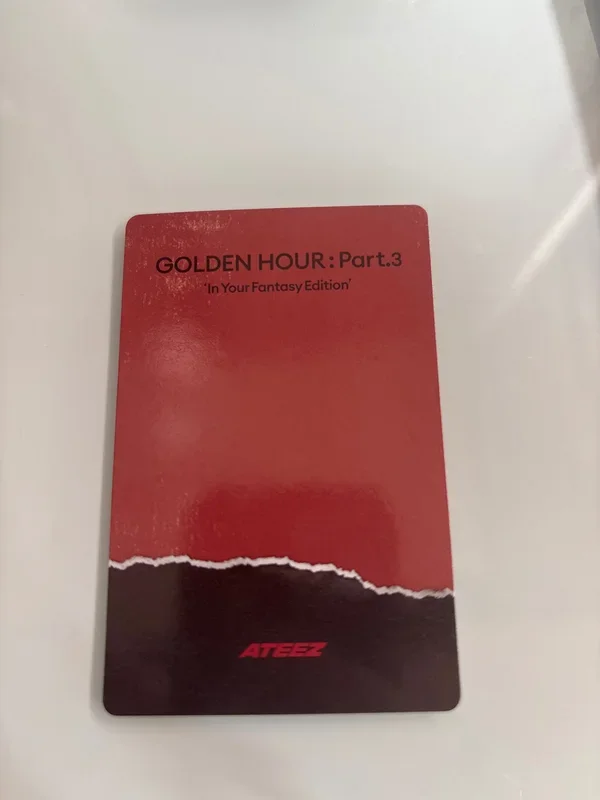 GOLDEN HOUR : Part.3
'In Your Fantasy Edition'
ATEEZ